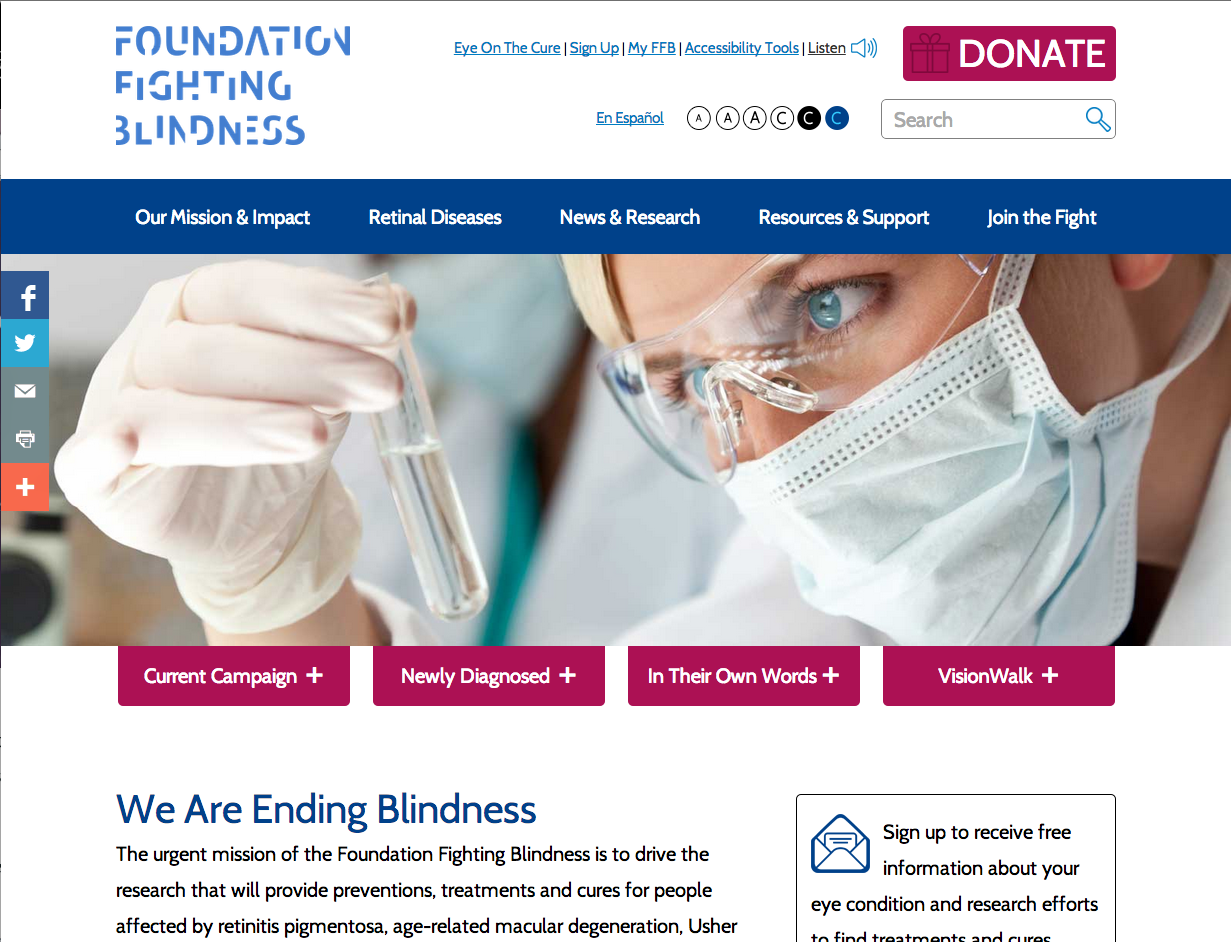 FOUNDATION
FIGHTING
BLINDNESS
Eye On The Cure | Sign Up | My FFB | Accessibility Tools | Listen
DONATE
En Español
A A A C C C
Search
Our Mission & Impact
Retinal Diseases
News & Research
Resources & Support
Join the Fight
f
Current Campaign +
Newly Diagnosed +
In Their Own Words +
VisionWalk +
We Are Ending Blindness
The urgent mission of the Foundation Fighting Blindness is to drive the
research that will provide preventions, treatments and cures for people
affected by retinitis pigmentosa, age-related macular degeneration, Usher
Sign up to receive free
information about your
eye condition and research efforts
to find treatments and cures